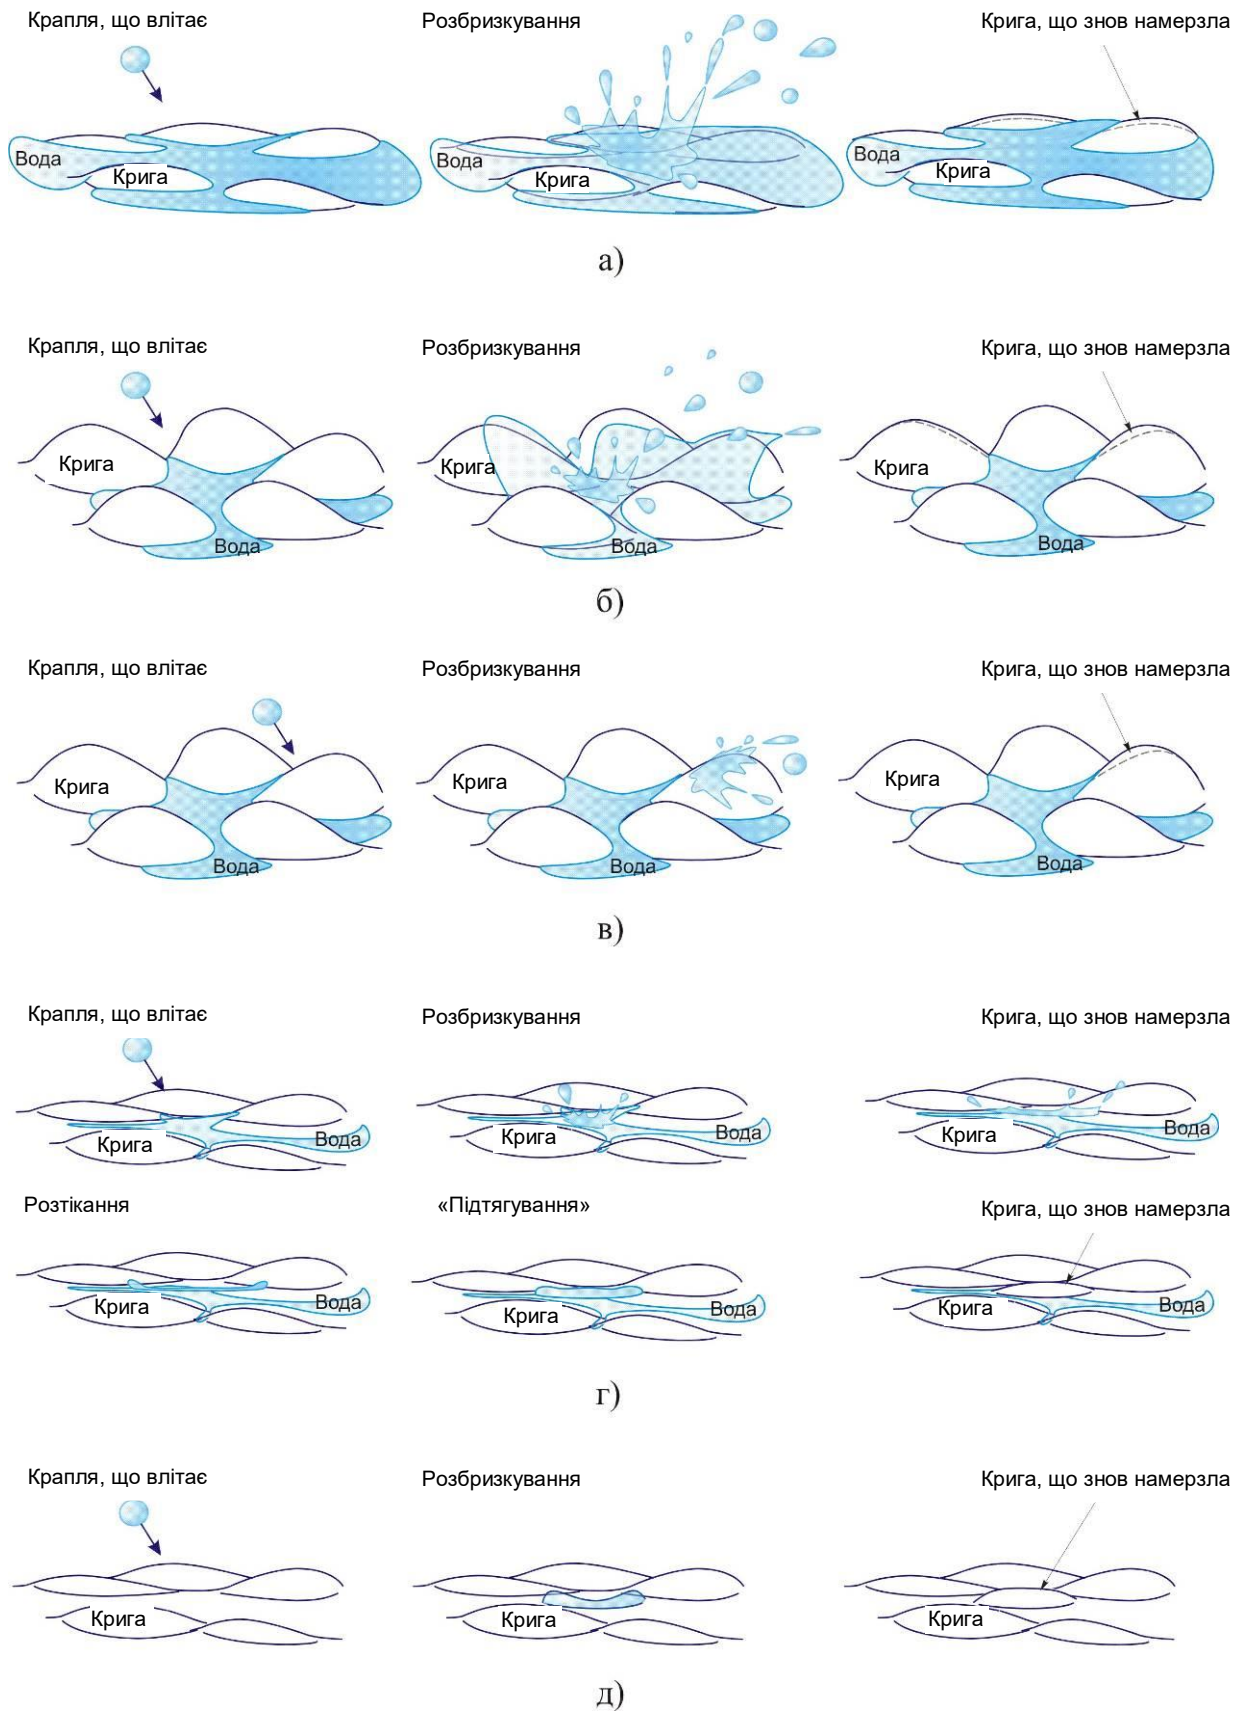 Крапля, що влітає
Розбризкування
Крига, що знов намерзла
Вода
Крига
Вода
Крига
Вода
Крига
а)
Крапля, що влітає
Розбризкування
Крига, що знов намерзла
Крига
Вода
Крига
Вода
Крига
Вода
б)
Крапля, що влітає
Розбризкування
Крига, що знов намерзла
Крига
Вода
Крига
Вода
Крига
Вода
в)
Крапля, що влітає
Розбризкування
Крига, що знов намерзла
Крига
Вода
Крига
Вода
Крига
Вода
Розтікання
«Підтягування»
Крига, що знов намерзла
Крига
Вода
Крига
Вода
Крига
Вода
г)
Крапля, що влітає
Розбризкування
Крига, що знов намерзла
Крига
Крига
Крига
д)